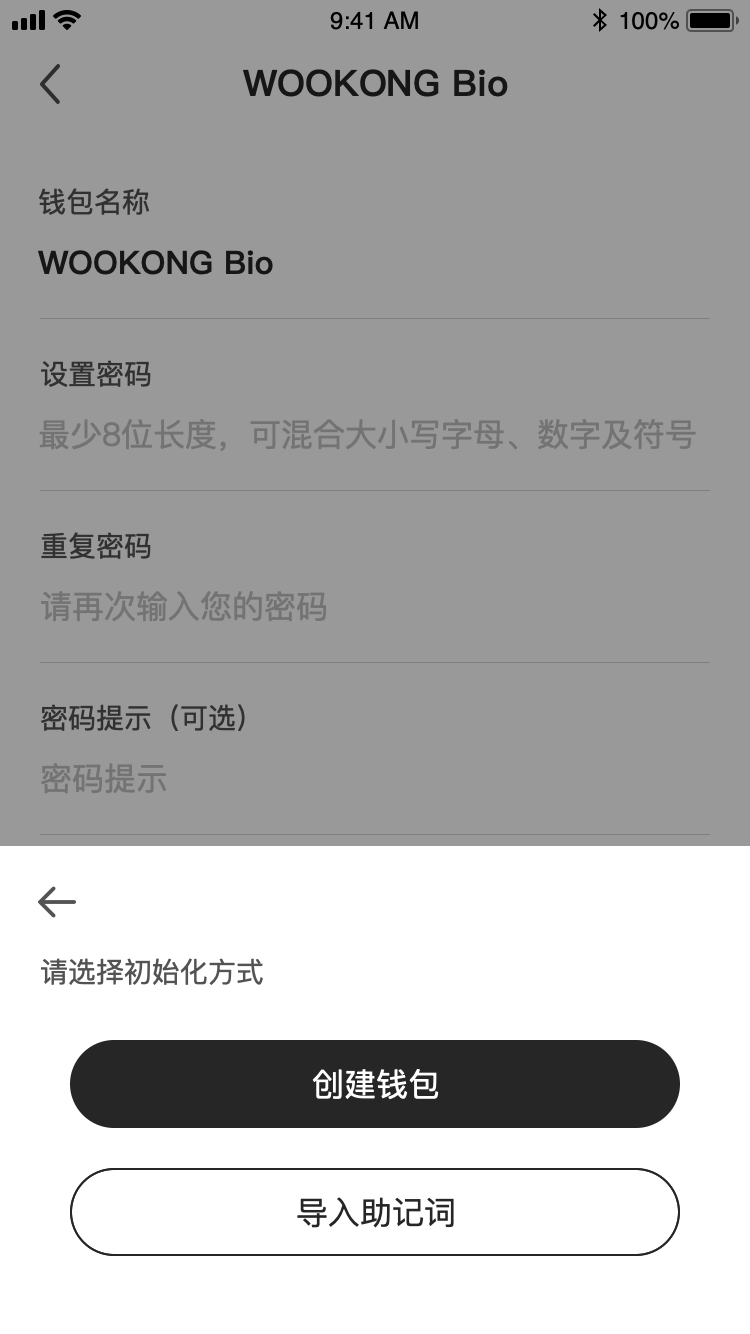 9:41 AM 100%
WOOKONG Bio
钱包名称
WOOKONG Bio
设置密码
最少8位长度，可混合大小写字母、数字及符号
重复密码
请再次输入您的密码
密码提示（可选）
密码提示
请选择初始化方式
创建钱包
导入助记词